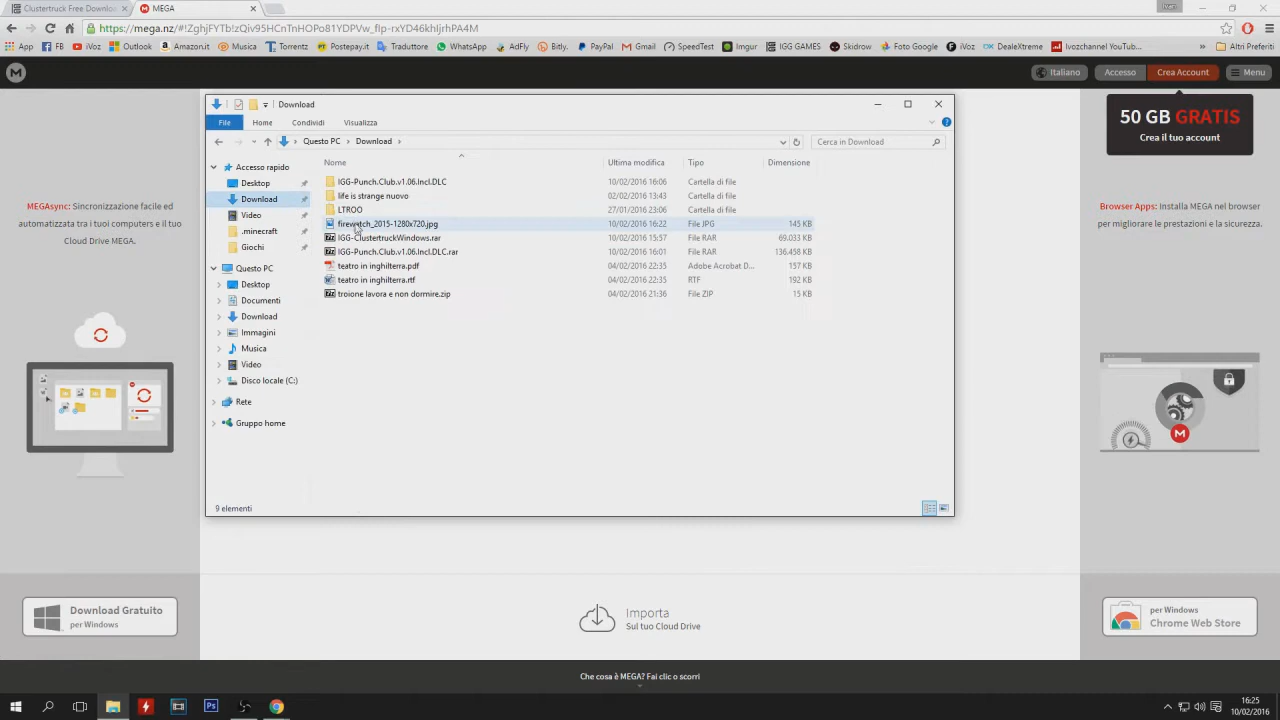 Clustertruck Free Downloa
MEGA
https://mega.nz/#!ZghjFYTb!zQiv95HCnTnHOPo81YDPVw_fIp-rxYD46khIjrhPA4M
App
FB
iVoz
Outlook
Amazon.it
Musica
Torrentz
Postepay.it
Traduttore
WhatsApp
AdFly
Bitly.
PayPal
Gmail
SpeedTest
Imgur
IGG GAMES
Skidrow
Foto Google
iVoz
DealeXtreme
Ivozchannel YouTub...
»
Altri Preferiti
M
Italiano
Accesso
Crea Account
Menu
50 GB GRATIS
Crea il tuo account
Download
File
Home
Condividi
Visualizza
Questo PC > Download >
Cerca in Download
Nome
Ultima modifica
Tipo
Dimensione
Accesso rapido
Desktop
Download
Video
.minecraft
Giochi
Questo PC
Desktop
Documenti
Download
Immagini
Musica
Video
Disco locale (C:)
Rete
Gruppo home
IGG-Punch.Club.v1.06.Incl.DLC 10/02/2016 16:06 Cartella di file
life is strange nuovo 02/02/2016 13:43 Cartella di file
LTROO 27/01/2016 23:06 Cartella di file
firewatch_2015-1280x720.jpg 10/02/2016 16:22 File JPG 145 KB
IGG-ClustertruckWindows.rar 10/02/2016 15:57 File RAR 69.033 KB
IGG-Punch.Club.v1.06.Incl.DLC.rar 10/02/2016 16:01 File RAR 136.458 KB
teatro in inghilterra.pdf 04/02/2016 22:35 Adobe Acrobat D... 157 KB
teatro in inghilterra.rtf 04/02/2016 22:35 RTF 192 KB
troione lavora e non dormire.zip 04/02/2016 21:36 File ZIP 15 KB
9 elementi
MEGAsync: Sincronizzazione facile ed
automatizzata tra i tuoi computers e il tuo
Cloud Drive MEGA.
Browser Apps: Installa MEGA nel browser
per migliorare le prestazioni e la sicurezza.
M
Download Gratuito
per Windows
Importa
Sul tuo Cloud Drive
per Windows
Chrome Web Store
Che cosa è MEGA? Fai clic o scorri
Ps
16:25
10/02/2016